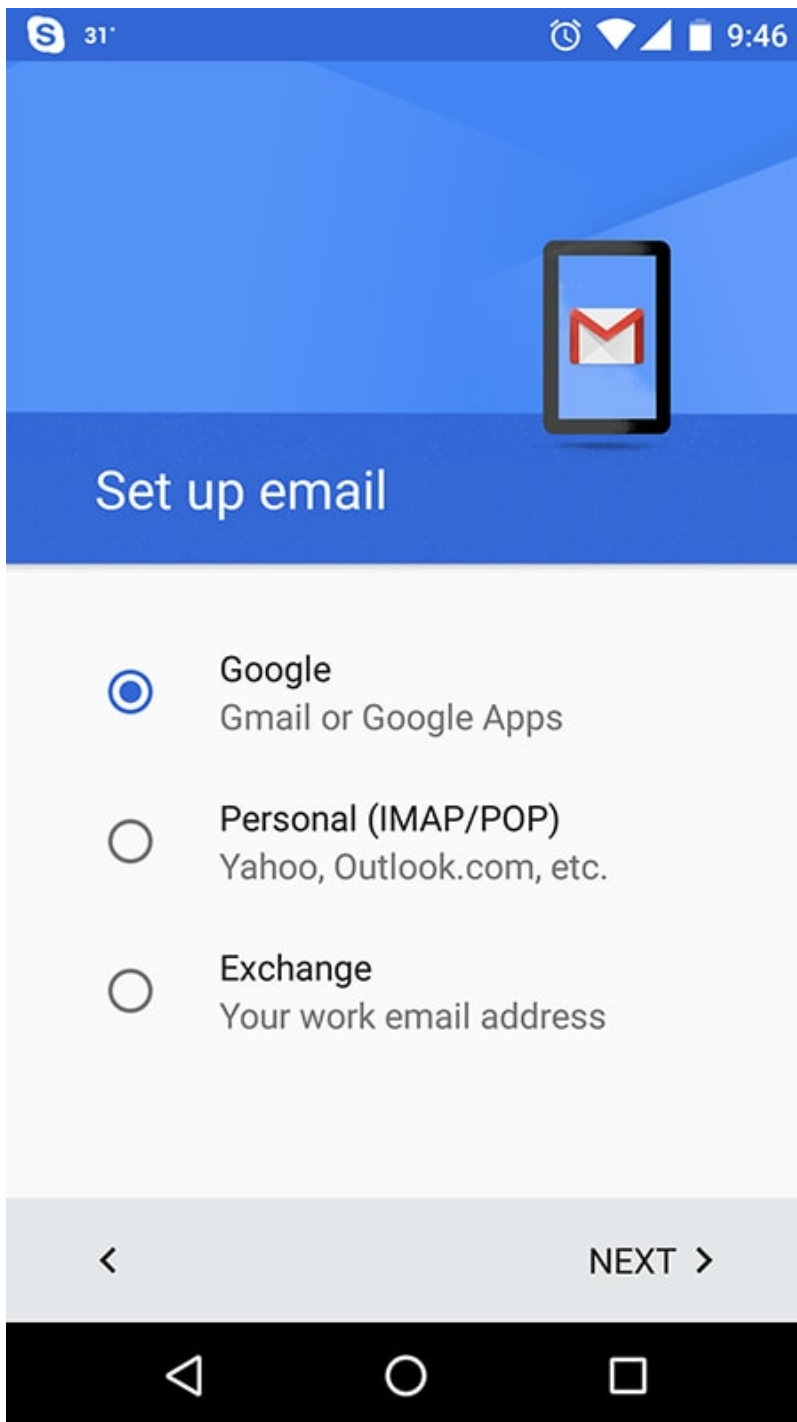 31°
9:46
Set up email
Google
Gmail or Google Apps
Personal (IMAP/POP)
Yahoo, Outlook.com, etc.
Exchange
Your work email address
NEXT